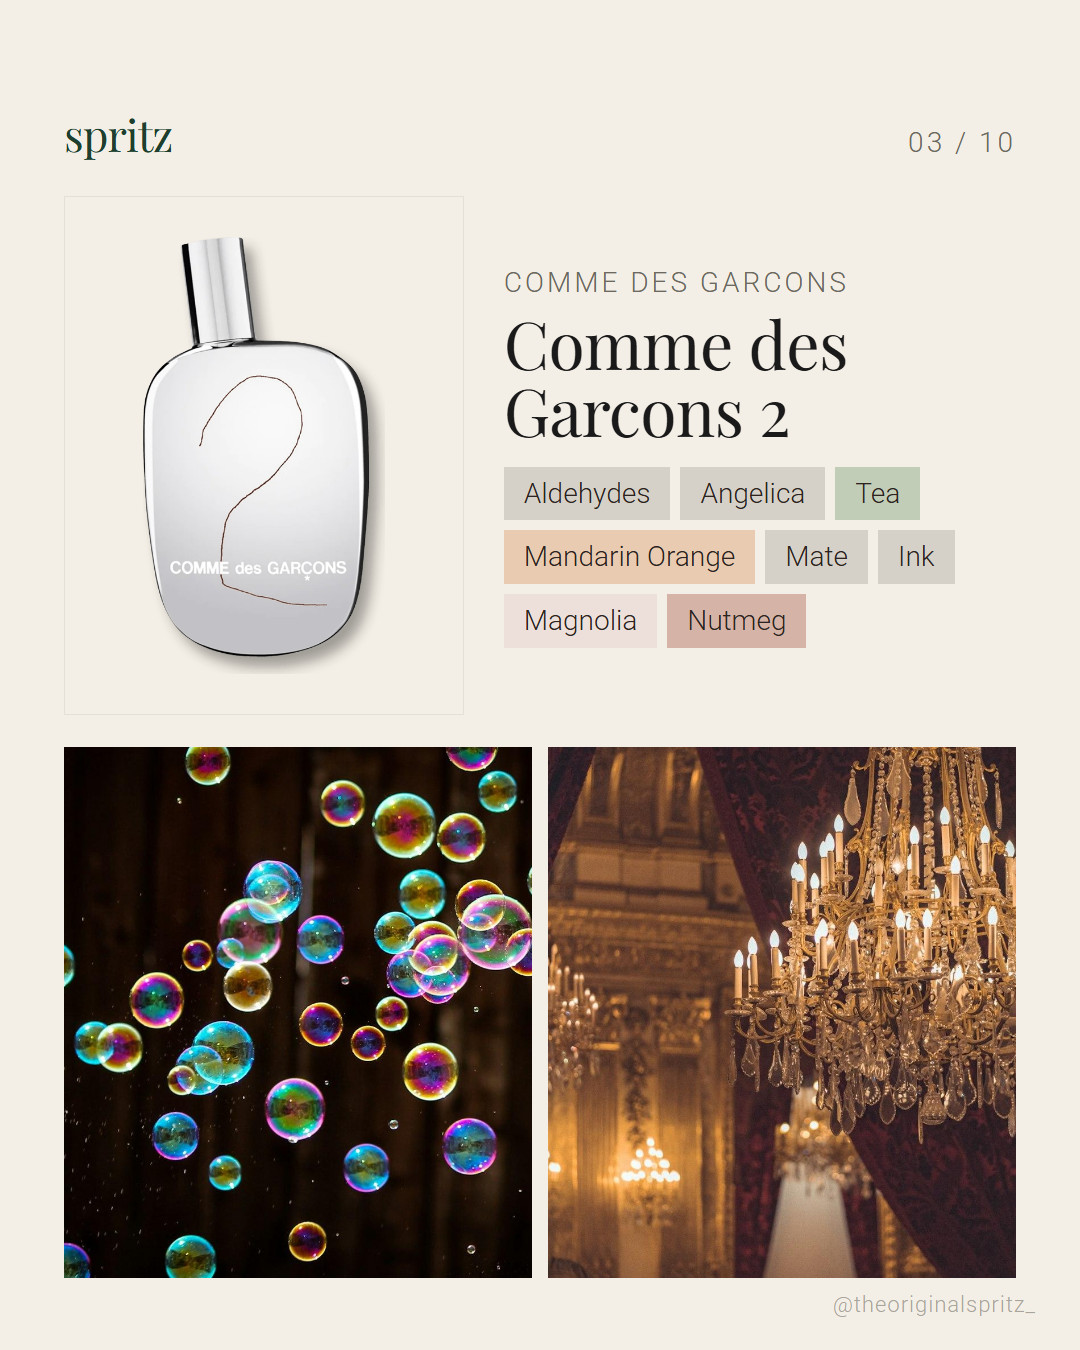 spritz
03 / 10
COMME DES GARCONS
Comme des
Garcons 2
Aldehydes Angelica Tea
Mandarin Orange Mate Ink
Magnolia Nutmeg
2
COMME des GARÇONS
@theoriginalspritz_